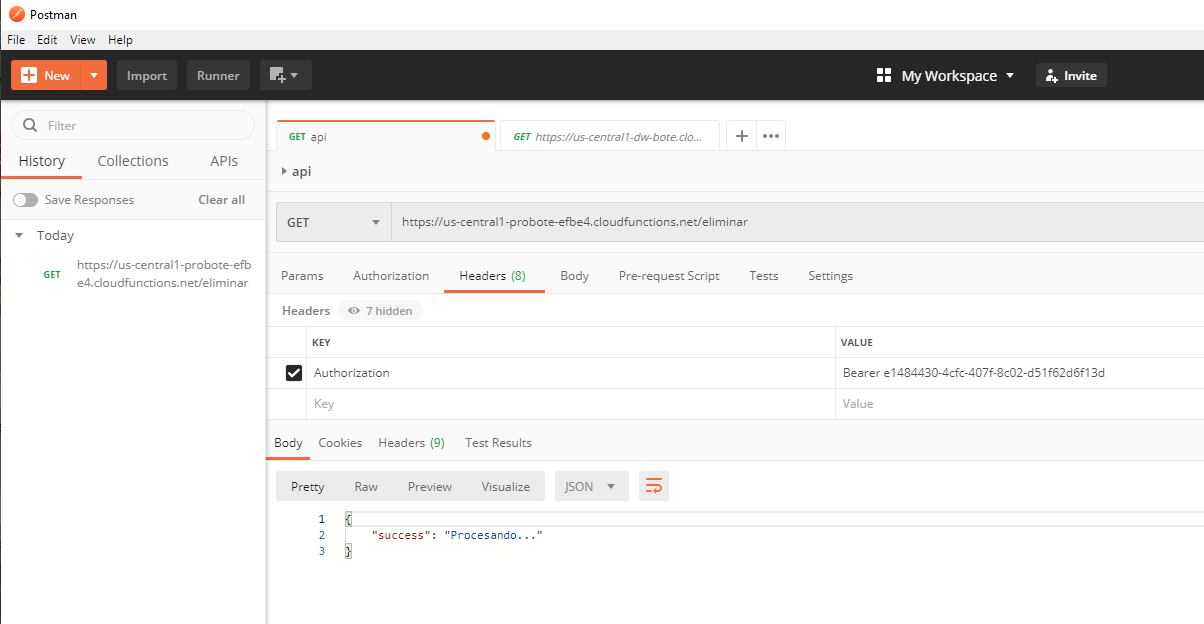 Postman
File Edit View Help
New Import Runner My Workspace Invite
Filter
History Collections APIs
Save Responses Clear all
Today
GET https://us-central1-probote-efb
e4.cloudfunctions.net/eliminar
GET api GET https://us-central1-dw-bote.clo... + •••
api
GET https://us-central1-probote-efbe4.cloudfunctions.net/eliminar
Params Authorization Headers (8) Body Pre-request Script Tests Settings
Headers 7 hidden
KEY VALUE
Authorization Bearer e1484430-4cfc-407f-8c02-d51f62d6f13d
Key Value
Body Cookies Headers (9) Test Results
Pretty Raw Preview Visualize JSON
1 {
2 "success": "Procesando..."
3 }